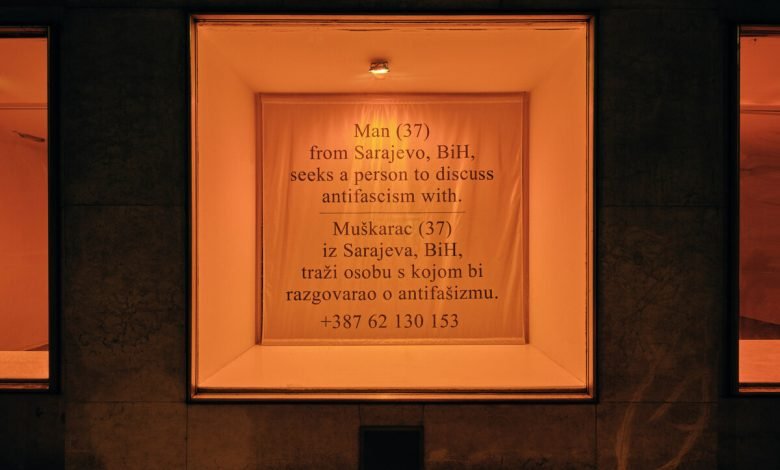 Man (37)
from Sarajevo, BiH,
seeks a person to discuss
antifascism with.
Muškarac (37)
iz Sarajeva, BiH,
traži osobu s kojom bi
razgovarao o antifašizmu.
+387 62 130 153